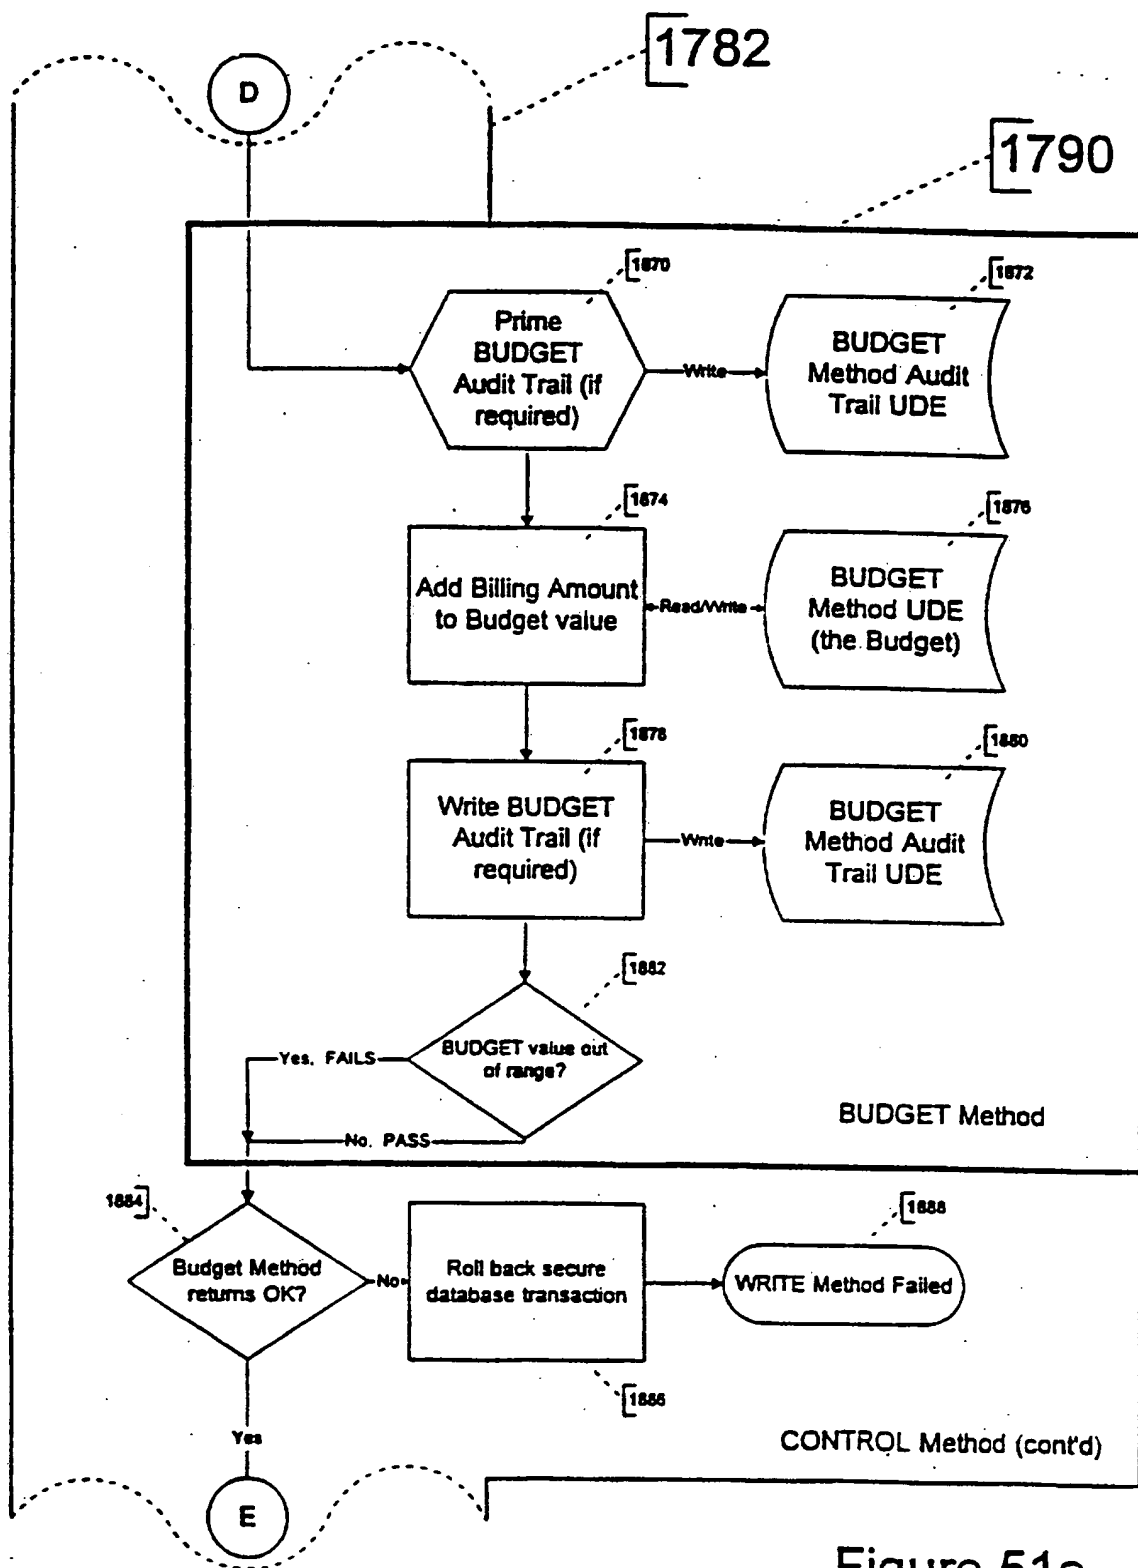 1782
D
1790
1870
1872
Prime
BUDGET
Audit Trail (if
required)
Write
BUDGET
Method Audit
Trail UDE
1874
1876
Add Billing Amount
to Budget value
Read/Write
BUDGET
Method UDE
(the Budget)
1878
1880
Write BUDGET
Audit Trail (if
required)
Write
BUDGET
Method Audit
Trail UDE
1882
BUDGET value out
of range?
Yes, FAILS
BUDGET Method
No, PASS
1884
1888
Budget Method
returns OK?
No
Roll back secure
database transaction
WRITE Method Failed
1886
Yes
CONTROL Method (cont'd)
E
Figure 51e